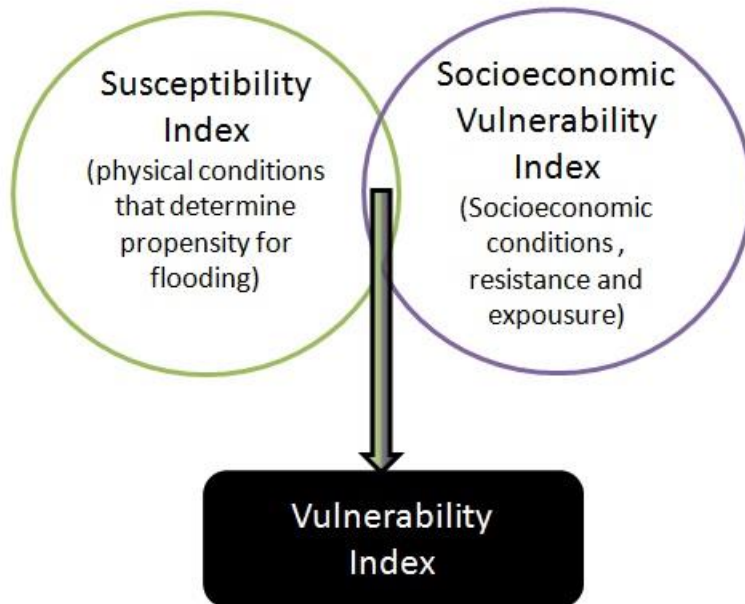 Susceptibility
Index
(physical conditions
that determine
propensity for
flooding)
Socioeconomic
Vulnerability
Index
(Socioeconomic
conditions ,
resistance and
expousure)
Vulnerability
Index